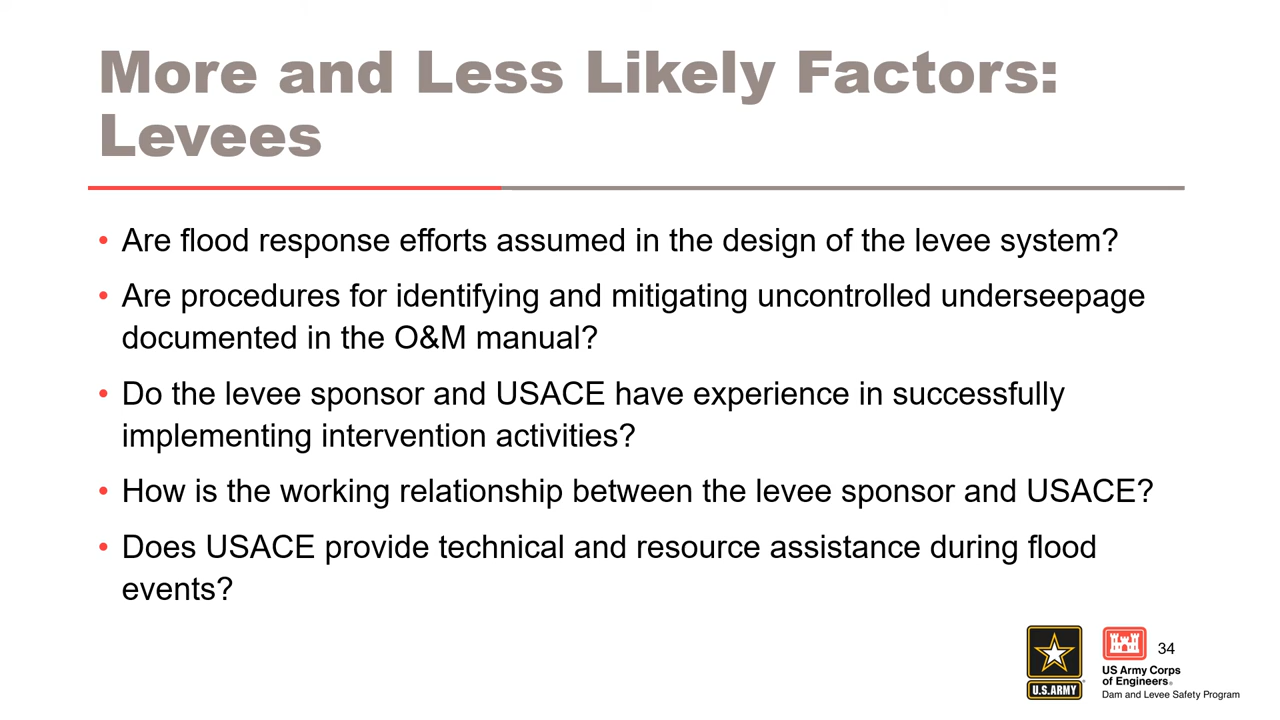 More and Less Likely Factors:
Levees
• Are flood response efforts assumed in the design of the levee system?
• Are procedures for identifying and mitigating uncontrolled underseepage
documented in the O&M manual?
• Do the levee sponsor and USACE have experience in successfully
implementing intervention activities?
• How is the working relationship between the levee sponsor and USACE?
• Does USACE provide technical and resource assistance during flood
events?
U.S.ARMY
34
US Army Corps
of Engineers®
Dam and Levee Safety Program